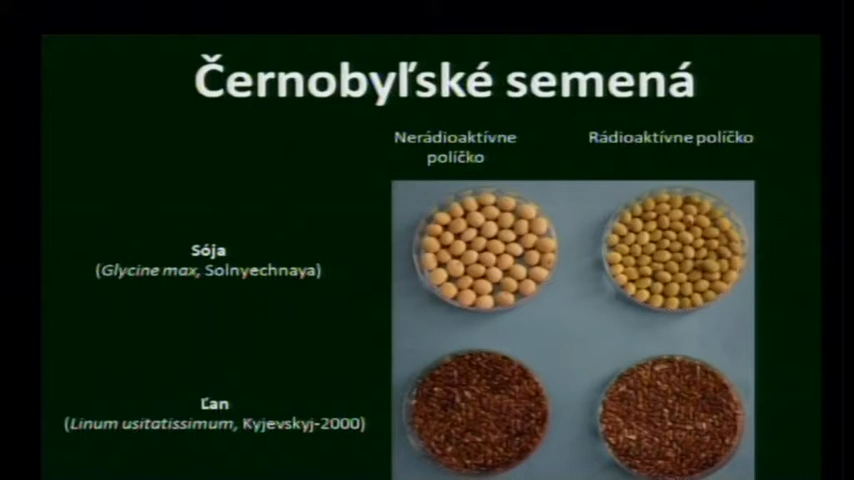 Černobyľské semená
Nerádioaktívne
políčko
Rádioaktívne políčko
Sója
(Glycine max, Solnyechnaya)
Ľan
(Linum usitatissimum, Kyjevskyj-2000)